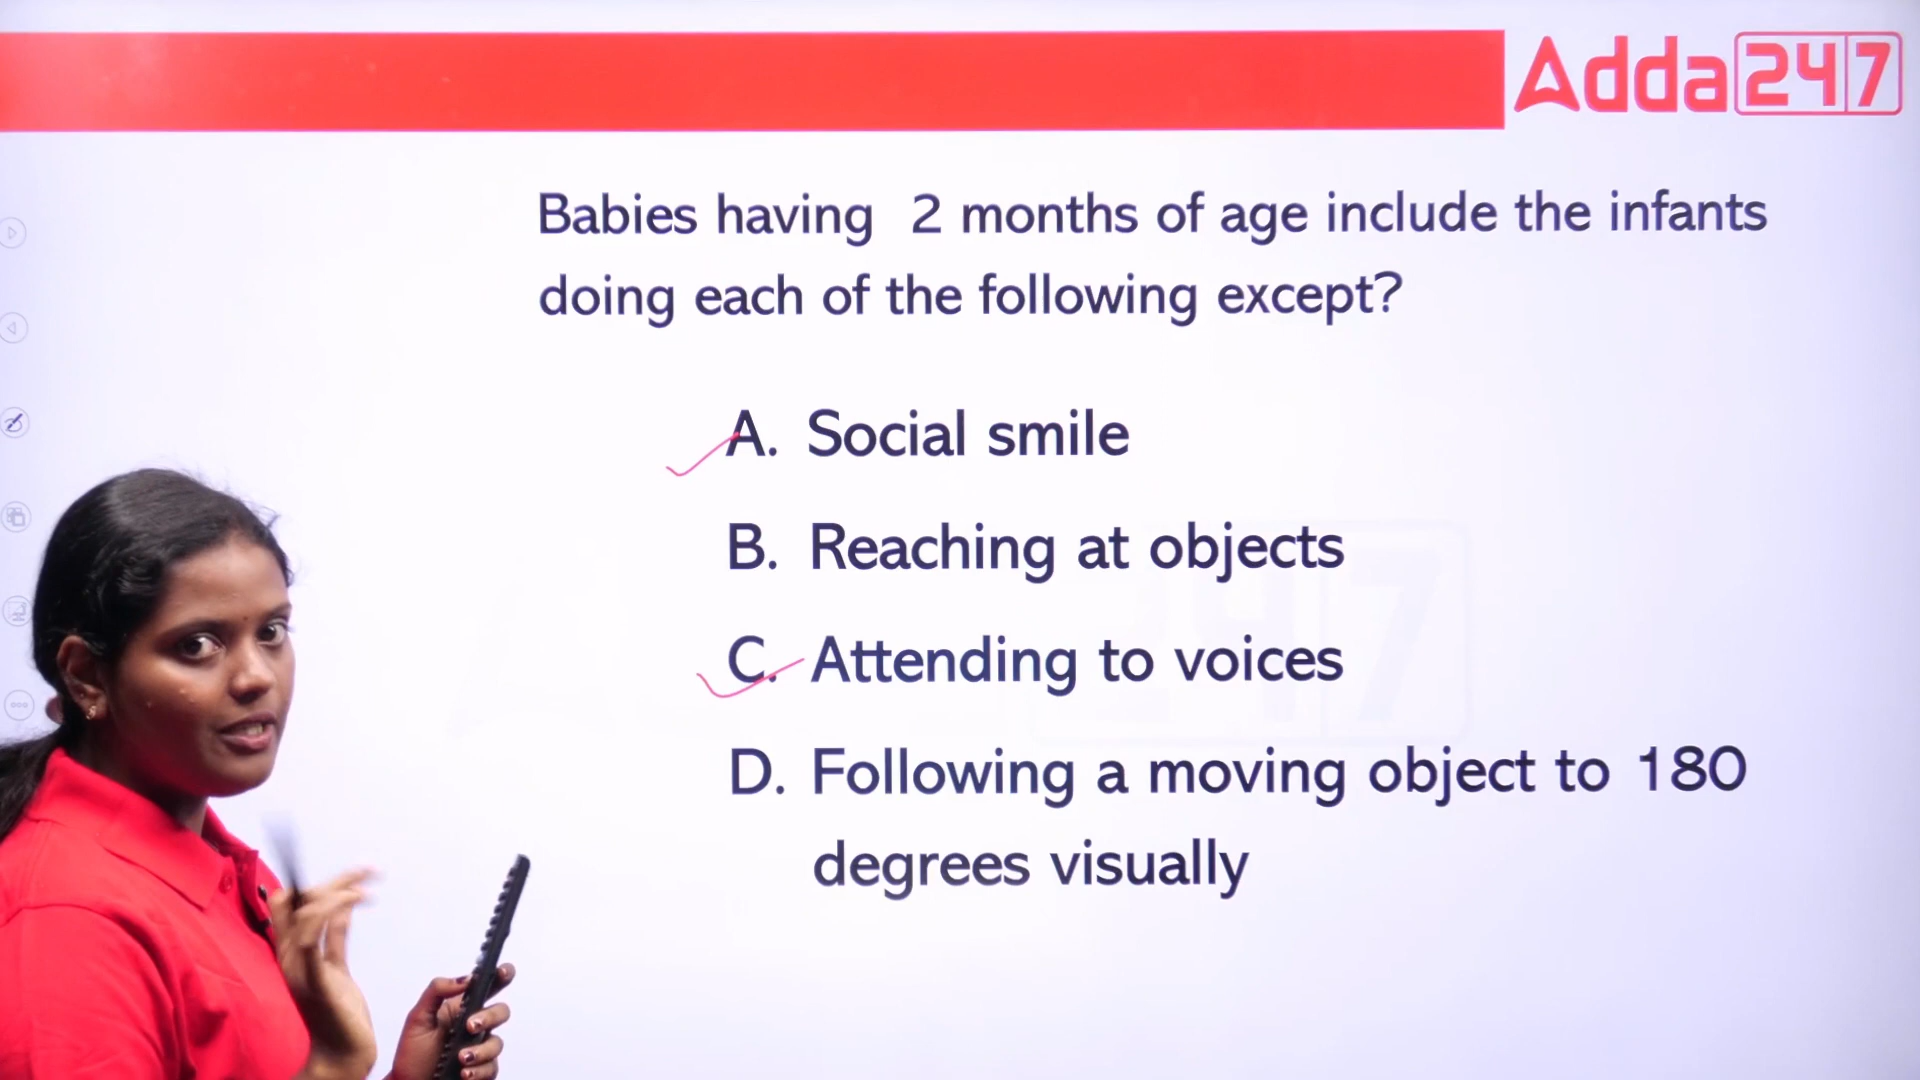 Adda247
Babies having 2 months of age include the infants
doing each of the following except?
A. Social smile
B. Reaching at objects
C. Attending to voices
D. Following a moving object to 180
degrees visually